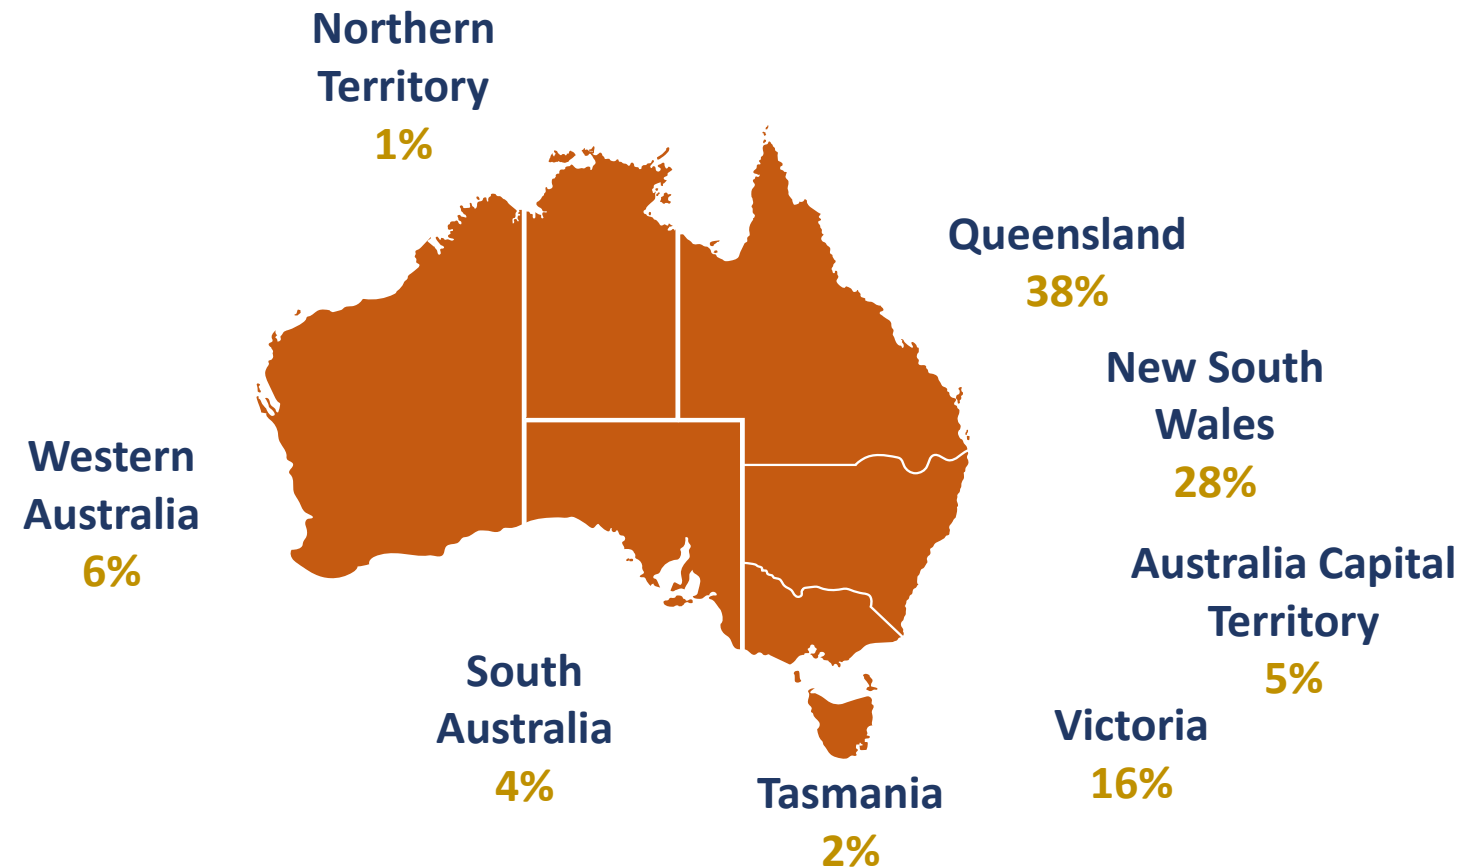 Northern
Territory
1%
Queensland
38%
New South
Wales
28%
Western
Australia
6%
Australia Capital
Territory
5%
South
Australia
4%
Victoria
16%
Tasmania
2%